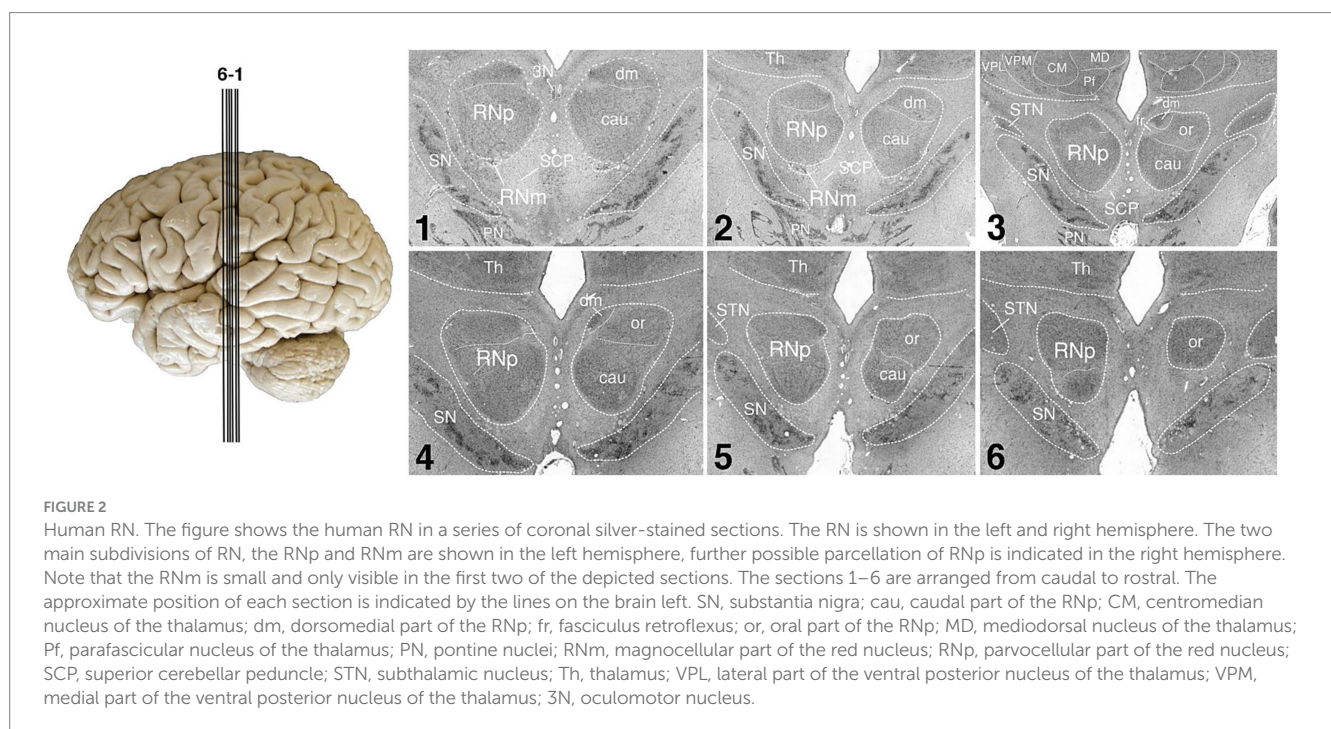 6-1
3N
dm
RNp
cau
SN
SCP
RNm
1
PN
Th
dm
RNp
cau
SN
SCP
RNm
2
PN
VPL
VPM
CM
MD
Pf
STN
dm
fr
or
RNp
cau
SN
SCP
3
PN
Th
dm
or
RNp
cau
SN
4
Th
STN
or
RNp
cau
SN
5
Th
STN
or
RNp
SN
6
FIGURE 2
Human RN. The figure shows the human RN in a series of coronal silver-stained sections. The RN is shown in the left and right hemisphere. The two
main subdivisions of RN, the RNp and RNm are shown in the left hemisphere, further possible parcellation of RNp is indicated in the right hemisphere.
Note that the RNm is small and only visible in the first two of the depicted sections. The sections 1–6 are arranged from caudal to rostral. The
approximate position of each section is indicated by the lines on the brain left. SN, substantia nigra; cau, caudal part of the RNp; CM, centromedian
nucleus of the thalamus; dm, dorsomedial part of the RNp; fr, fasciculus retroflexus; or, oral part of the RNp; MD, mediodorsal nucleus of the thalamus;
Pf, parafascicular nucleus of the thalamus; PN, pontine nuclei; RNm, magnocellular part of the red nucleus; RNp, parvocellular part of the red nucleus;
SCP, superior cerebellar peduncle; STN, subthalamic nucleus; Th, thalamus; VPL, lateral part of the ventral posterior nucleus of the thalamus; VPM,
medial part of the ventral posterior nucleus of the thalamus; 3N, oculomotor nucleus.